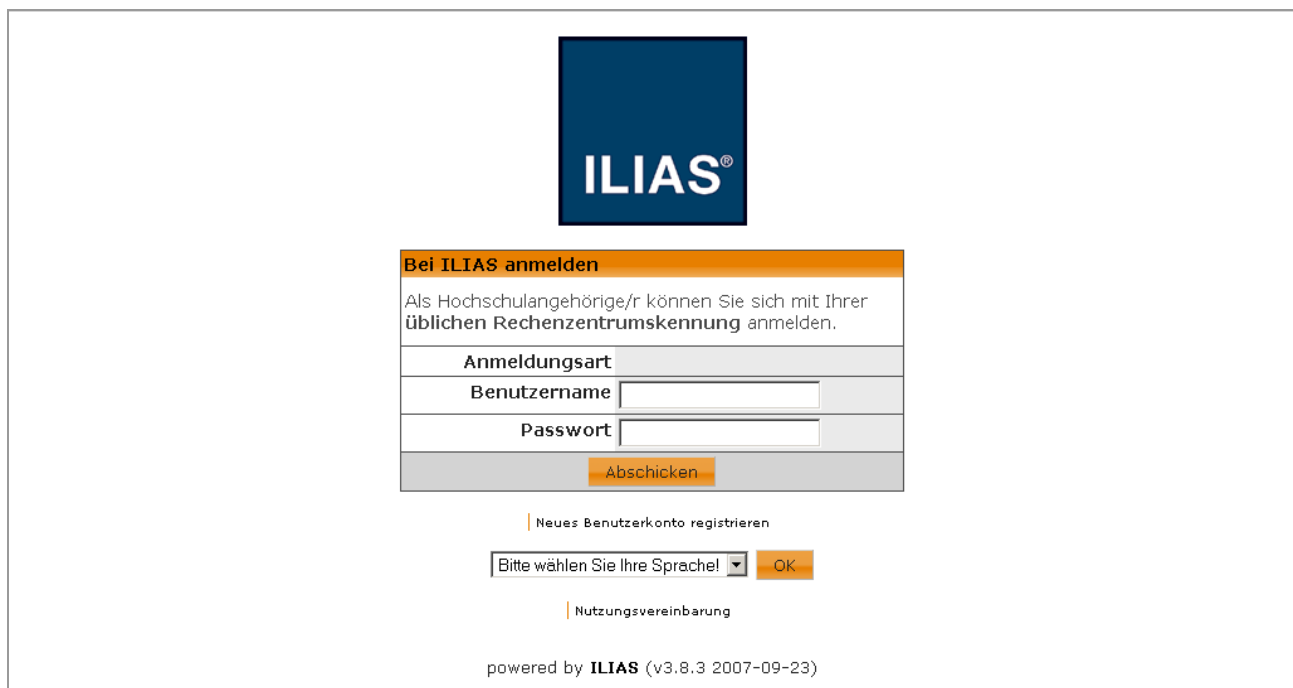 ILIAS®
Bei ILIAS anmelden
Als Hochschulangehörige/r können Sie sich mit Ihrer
üblichen Rechenzentrumskennung anmelden.
Anmeldungsart
Benutzername
Passwort
Abschicken
Neues Benutzerkonto registrieren
Bitte wählen Sie Ihre Sprache! OK
Nutzungsvereinbarung
powered by ILIAS (v3.8.3 2007-09-23)